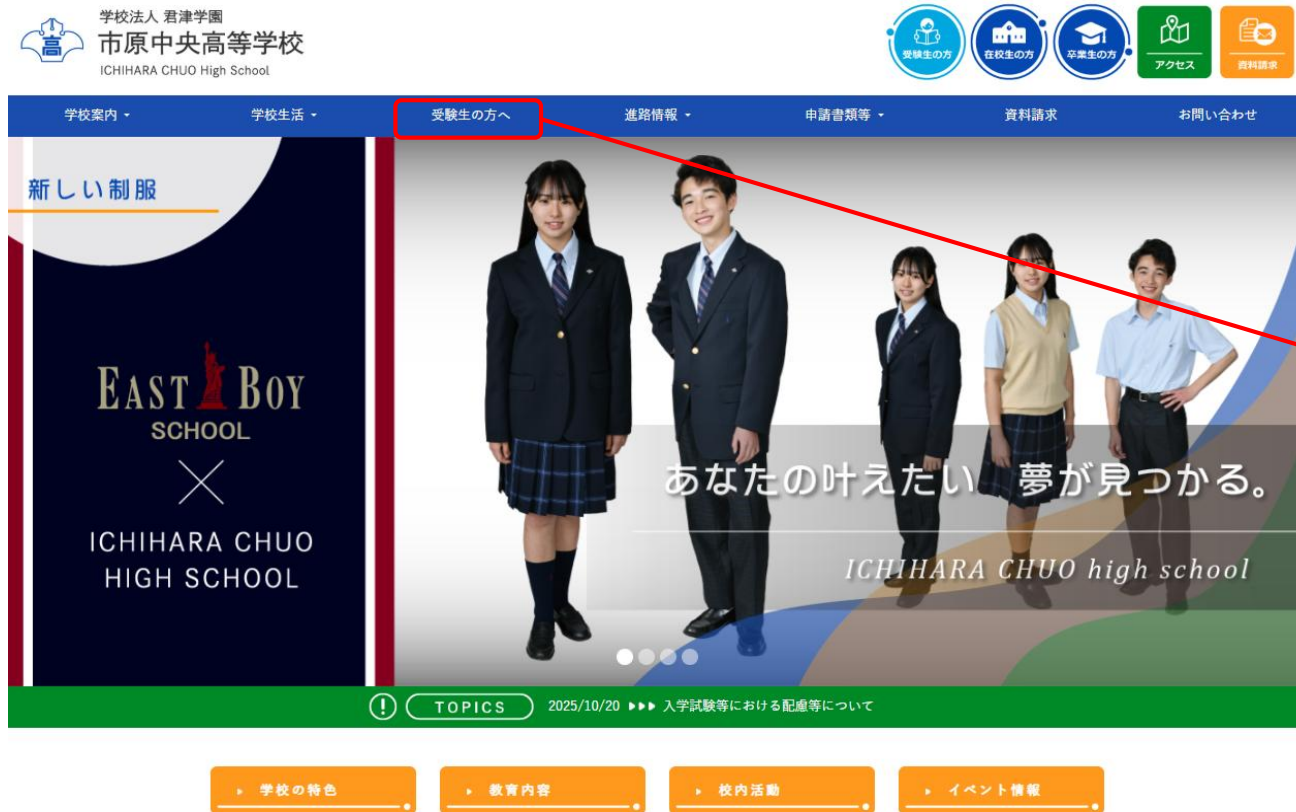 学校法人 君津学園
市原中央高等学校
ICHIHARA CHUO High School
受験生の方
在校生の方
卒業生の方
アクセス
資料請求
学校案内
学校生活
受験生の方へ
進路情報
申請書類等
資料請求
お問い合わせ
新しい制服
EAST BOY
SCHOOL
×
ICHIHARA CHUO
HIGH SCHOOL
あなたの叶えたい 夢が見つかる。
ICHIHARA CHUO high school
TOPICS 2025/10/20 ▶▶▶ 入学試験等における配慮等について
学校の特色
教育内容
校内活動
イベント情報